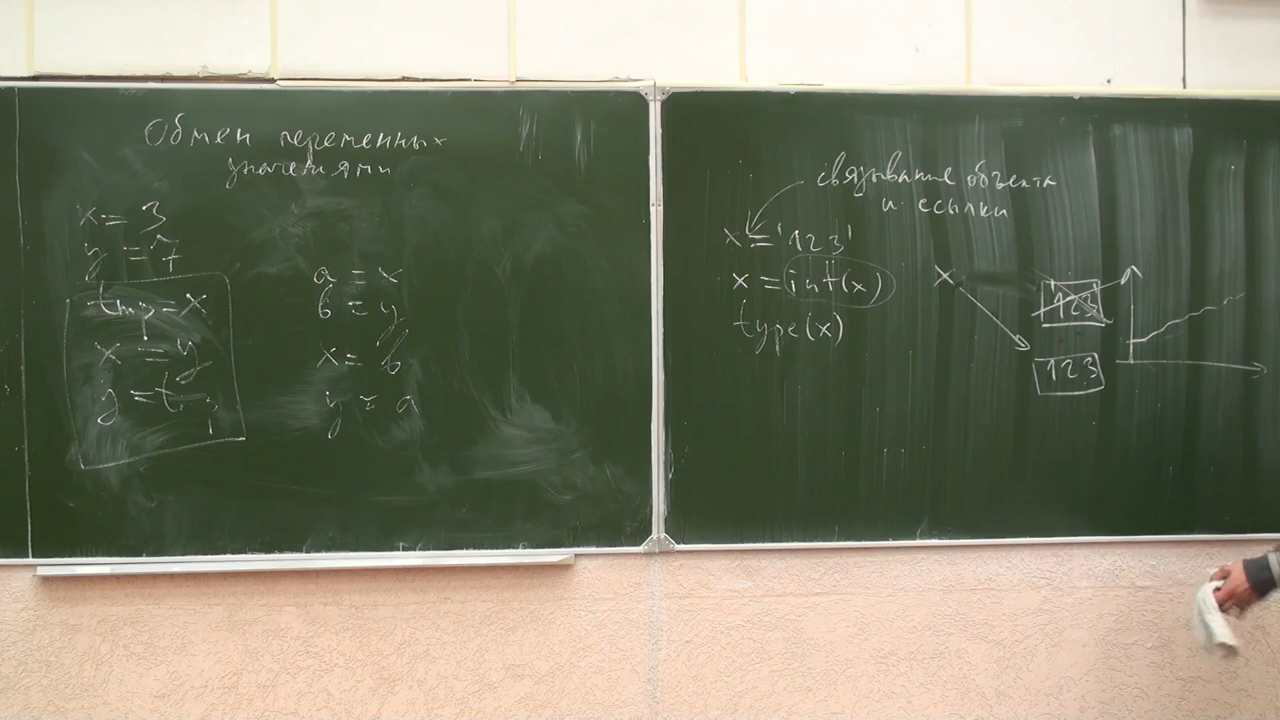 Обмен переменных
значениями
x = 3
y = 7
tmp = x
x = y
y = tmp
a = x
b = y
x = b
y = a
связывание объекта
и ссылки
x = '123'
x = int(x)
type(x)
x
123
123